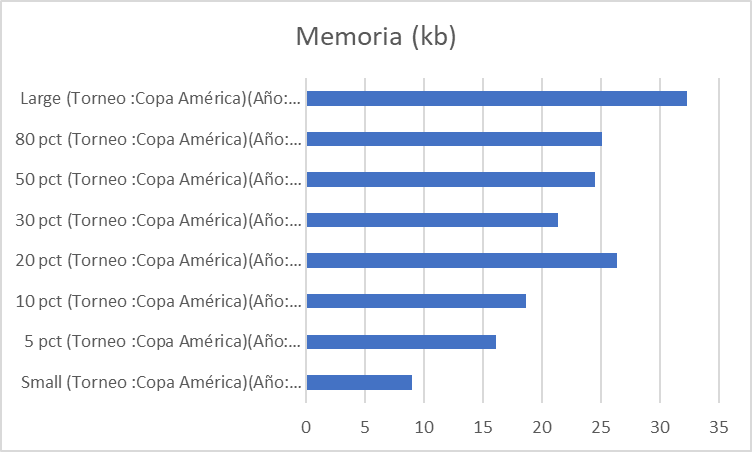 Memoria (kb)
Large (Torneo :Copa América)(Año:...
80 pct (Torneo :Copa América)(Año:...
50 pct (Torneo :Copa América)(Año:...
30 pct (Torneo :Copa América)(Año:...
20 pct (Torneo :Copa América)(Año:...
10 pct (Torneo :Copa América)(Año:...
5 pct (Torneo :Copa América)(Año:...
Small (Torneo :Copa América)(Año:...
0 5 10 15 20 25 30 35